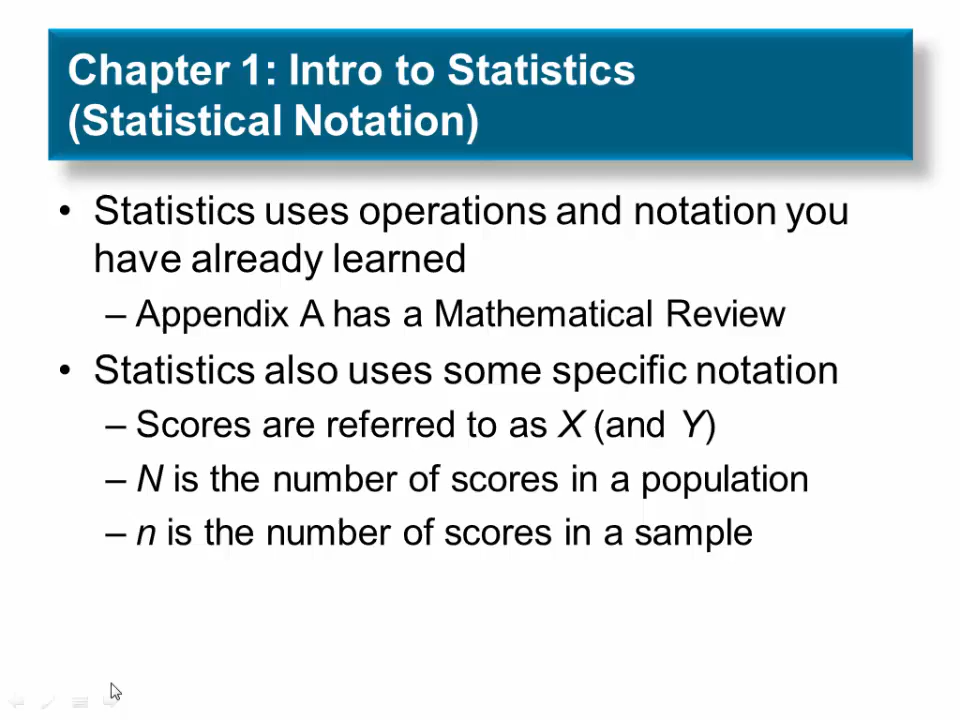 Chapter 1: Intro to Statistics
(Statistical Notation)
• Statistics uses operations and notation you
have already learned
– Appendix A has a Mathematical Review
• Statistics also uses some specific notation
– Scores are referred to as X (and Y)
– N is the number of scores in a population
– n is the number of scores in a sample